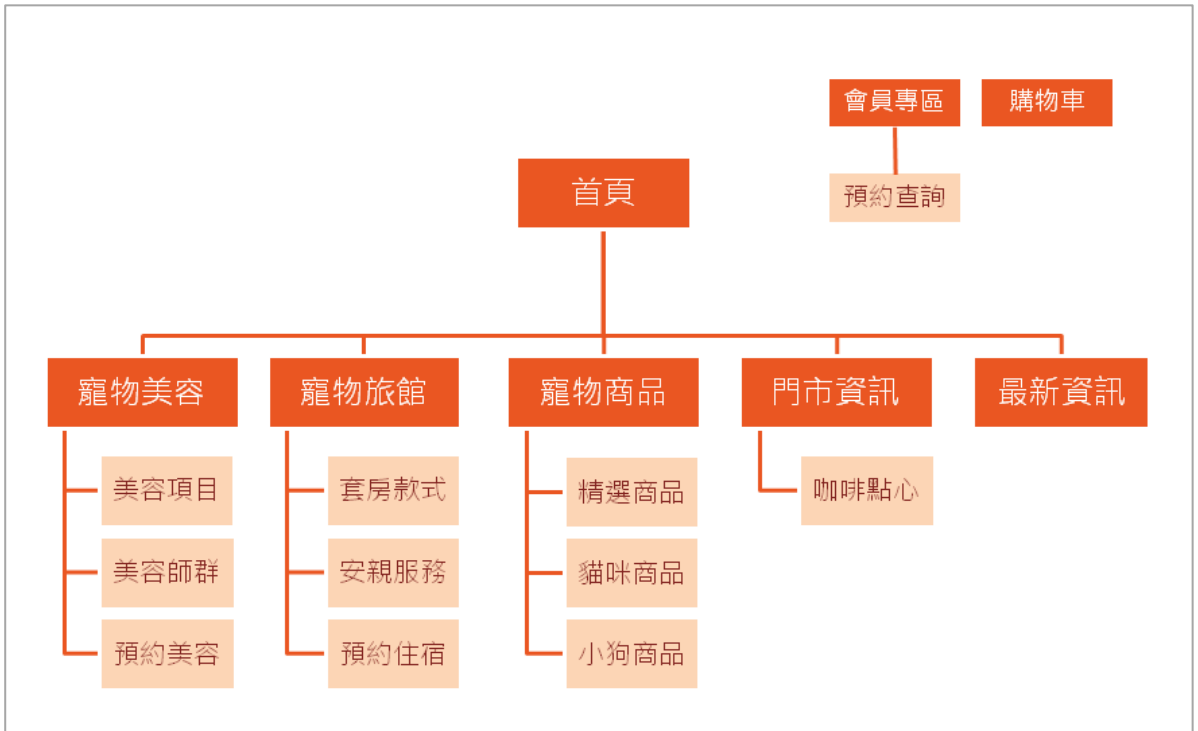 會員專區
購物車
預約查詢
首頁
寵物美容
寵物旅館
寵物商品
門市資訊
最新資訊
美容項目
套房款式
精選商品
咖啡點心
美容師群
安親服務
貓咪商品
預約美容
預約住宿
小狗商品